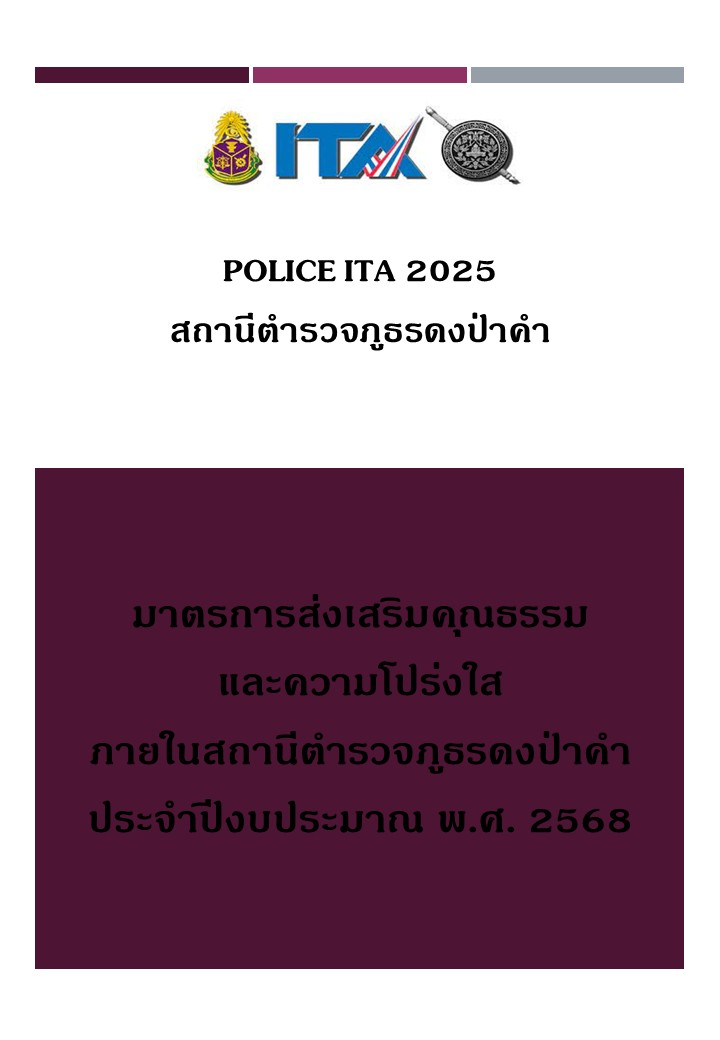 ITA
POLICE ITA 2025
สถานีตำรวจภูธรดงป่าคำ
มาตรการส่งเสริมคุณธรรม
และความโปร่งใส
ภายในสถานีตำรวจภูธรดงป่าคำ
ประจำปีงบประมาณ พ.ศ. 2568